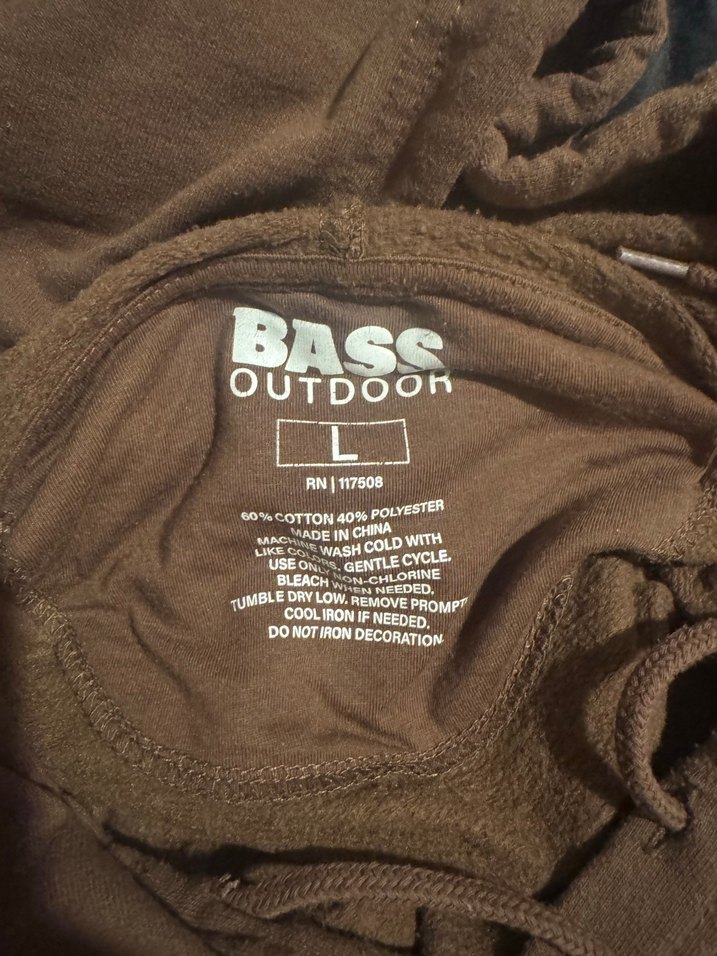 BASS
OUTDOOR
L
RN | 117508
60% COTTON 40% POLYESTER
MADE IN CHINA
MACHINE WASH COLD WITH
LIKE COLORS. GENTLE CYCLE.
USE ONLY NON-CHLORINE
BLEACH WHEN NEEDED.
TUMBLE DRY LOW. REMOVE PROMPT
COOL IRON IF NEEDED.
DO NOT IRON DECORATION